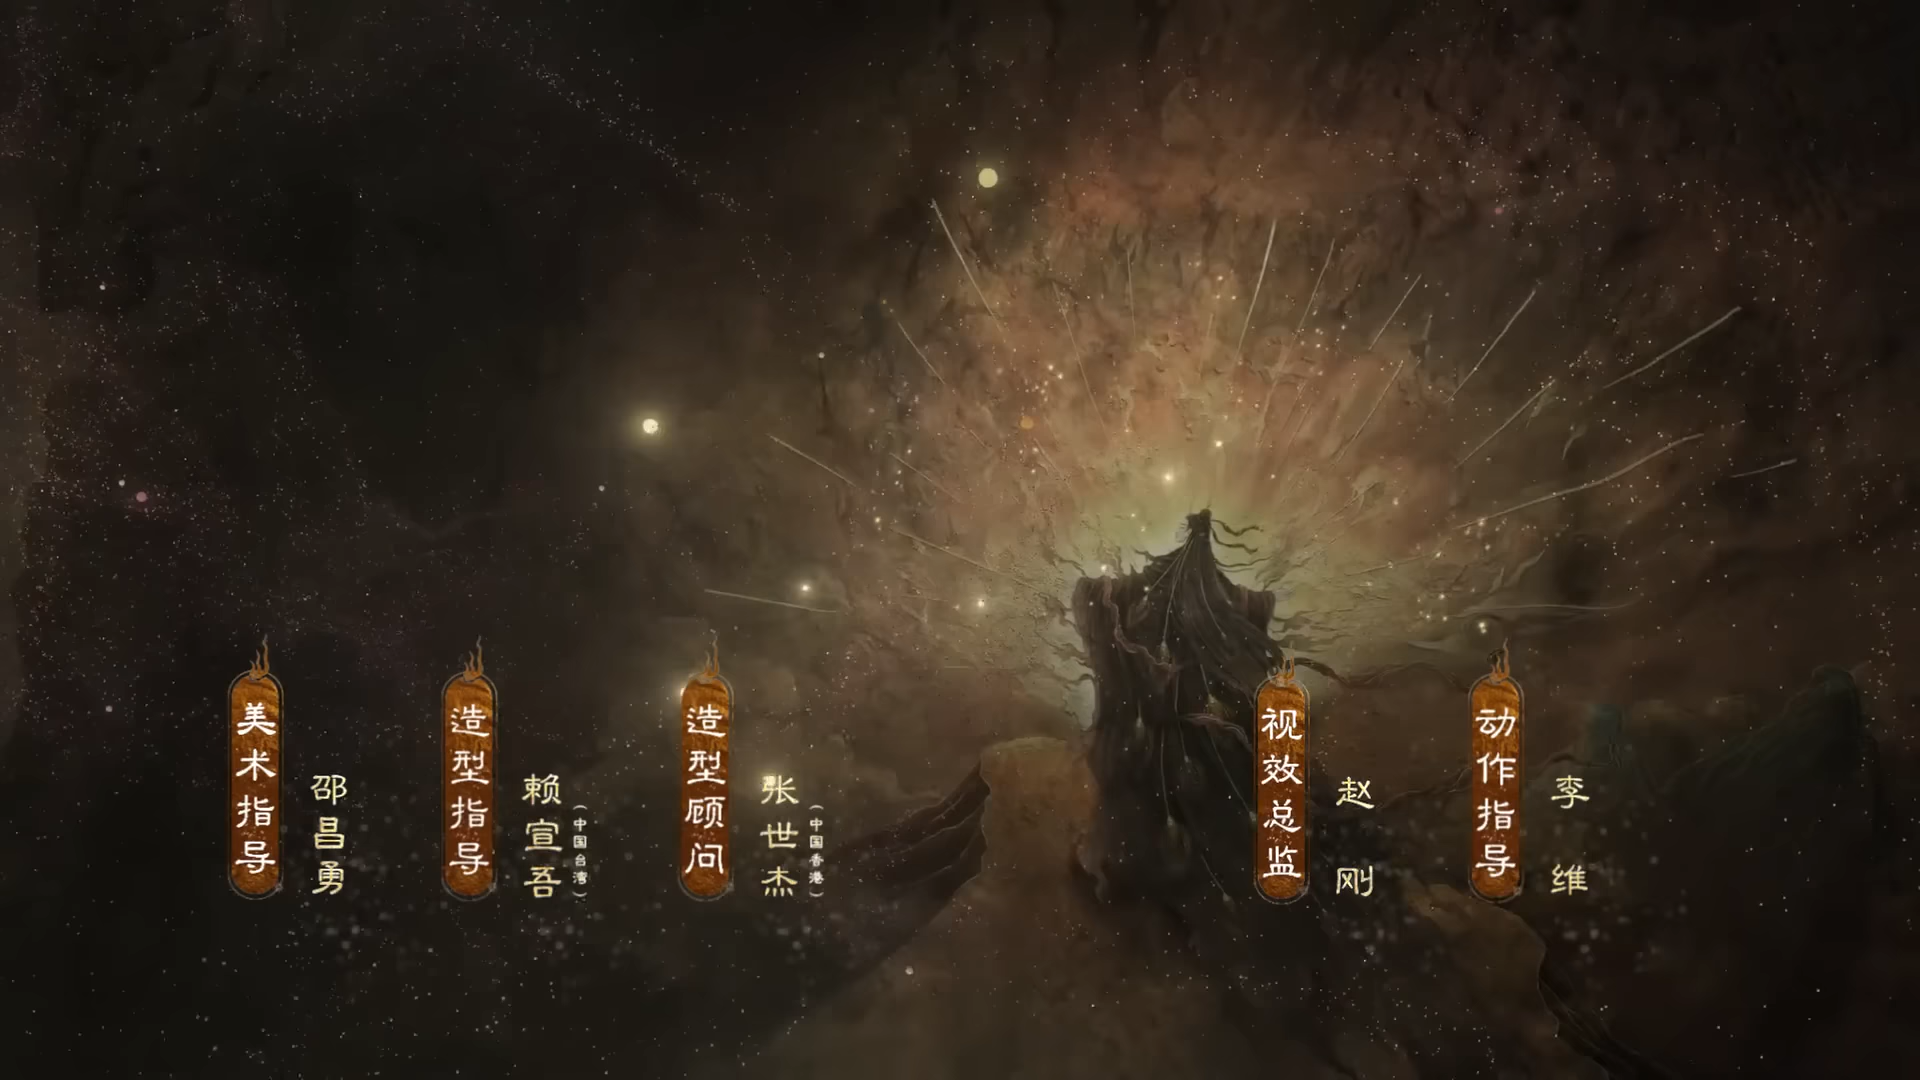 美术指导
邵昌勇
造型指导
赖宣吾
（中国台湾）
造型顾问
张世杰
（中国香港）
视效总监
赵刚
动作指导
李维